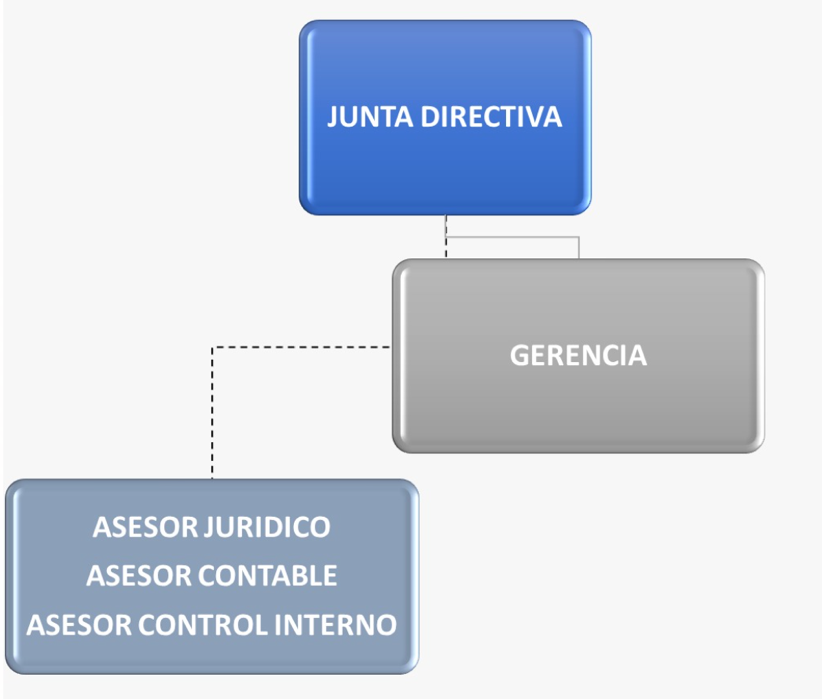 JUNTA DIRECTIVA
GERENCIA
ASESOR JURIDICO
ASESOR CONTABLE
ASESOR CONTROL INTERNO